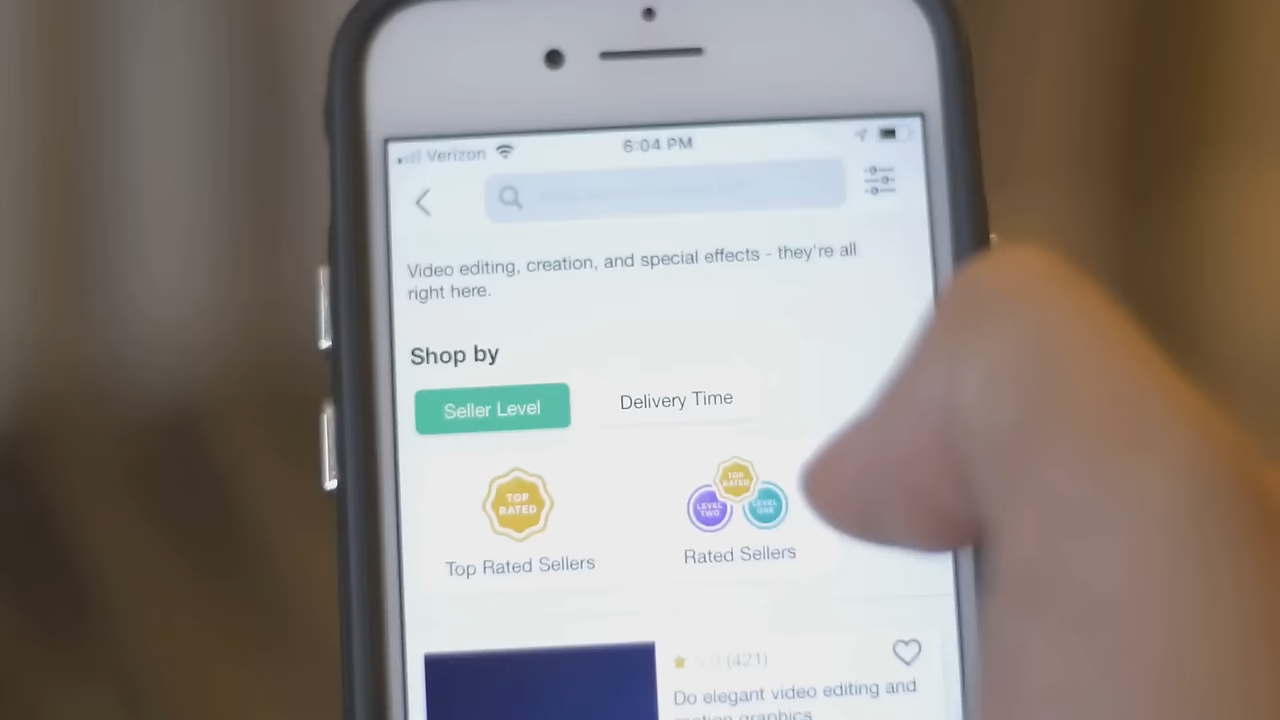 Verizon
6:04 PM
Video editing, creation, and special effects - they're all
right here.
Shop by
Seller Level
Delivery Time
TOP
RATED
TOP
RATED
LEVEL
TWO
LEVEL
ONE
Top Rated Sellers
Rated Sellers
(421)
Do elegant video editing and
motion graphics